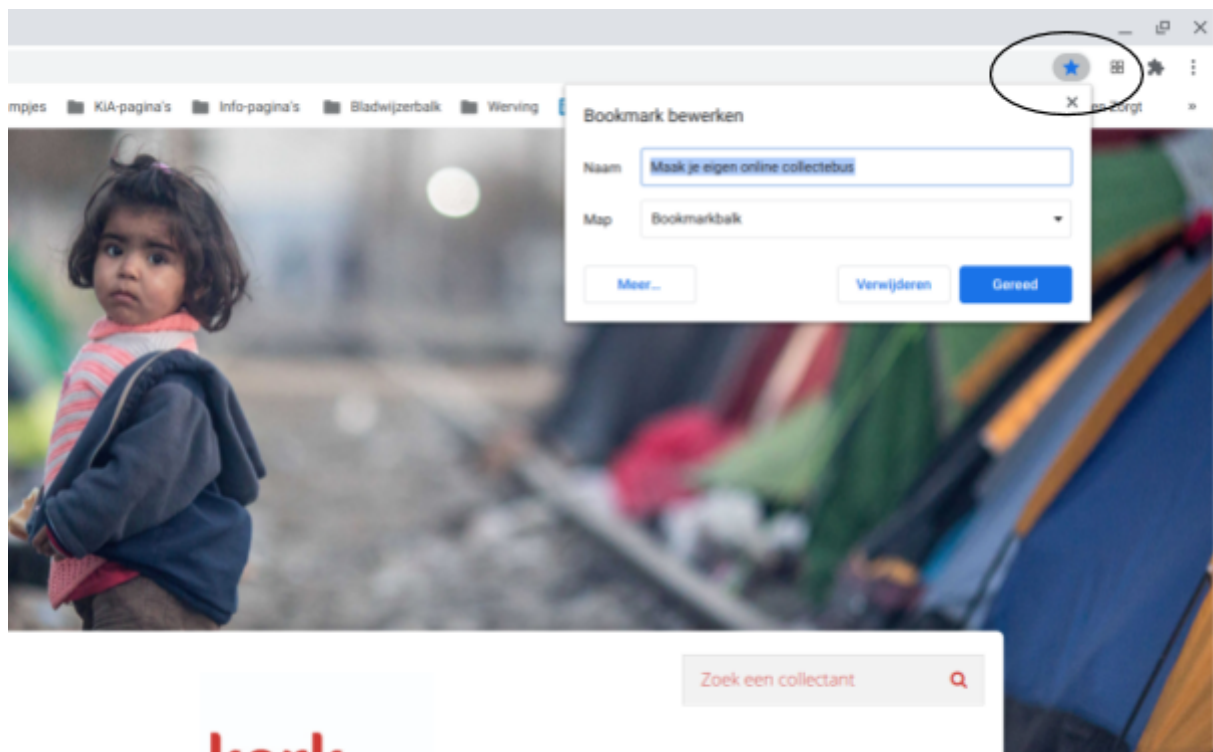 mpjes KiA-pagina's Info-pagina's Bladwijzerbalk Werving en Zorgt »
Bookmark bewerken
Naam Maak je eigen online collectebus
Map Bookmarkbalk
Meer... Verwijderen Gereed
Zoek een collectant
kerk